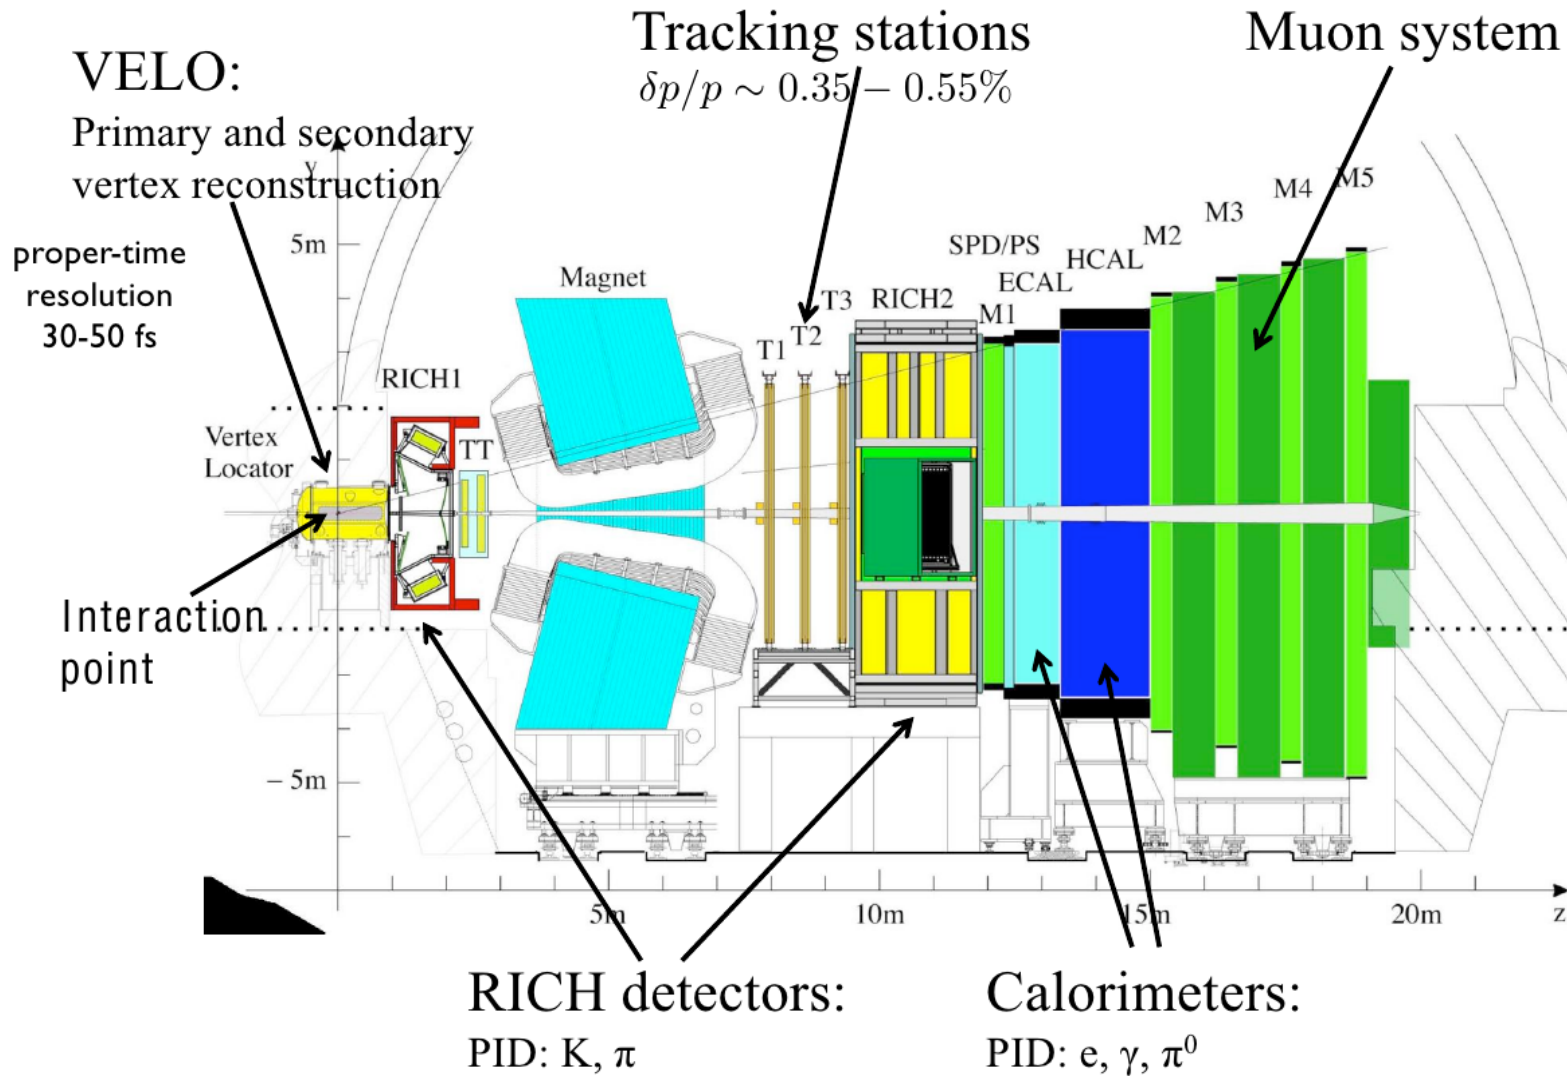 Tracking stations
δp/p ∼ 0.35 − 0.55%
Muon system
VELO:
Primary and secondary
vertex reconstruction
proper-time
resolution
30-50 fs
y
5m
− 5m
Vertex
Locator
RICH1
TT
Magnet
T1
T2
T3
RICH2
M1
SPD/PS
ECAL
HCAL
M2
M3
M4
M5
Interaction
point
5m
10m
15m
20m
z
RICH detectors:
PID: K, π
Calorimeters:
PID: e, γ, π⁰